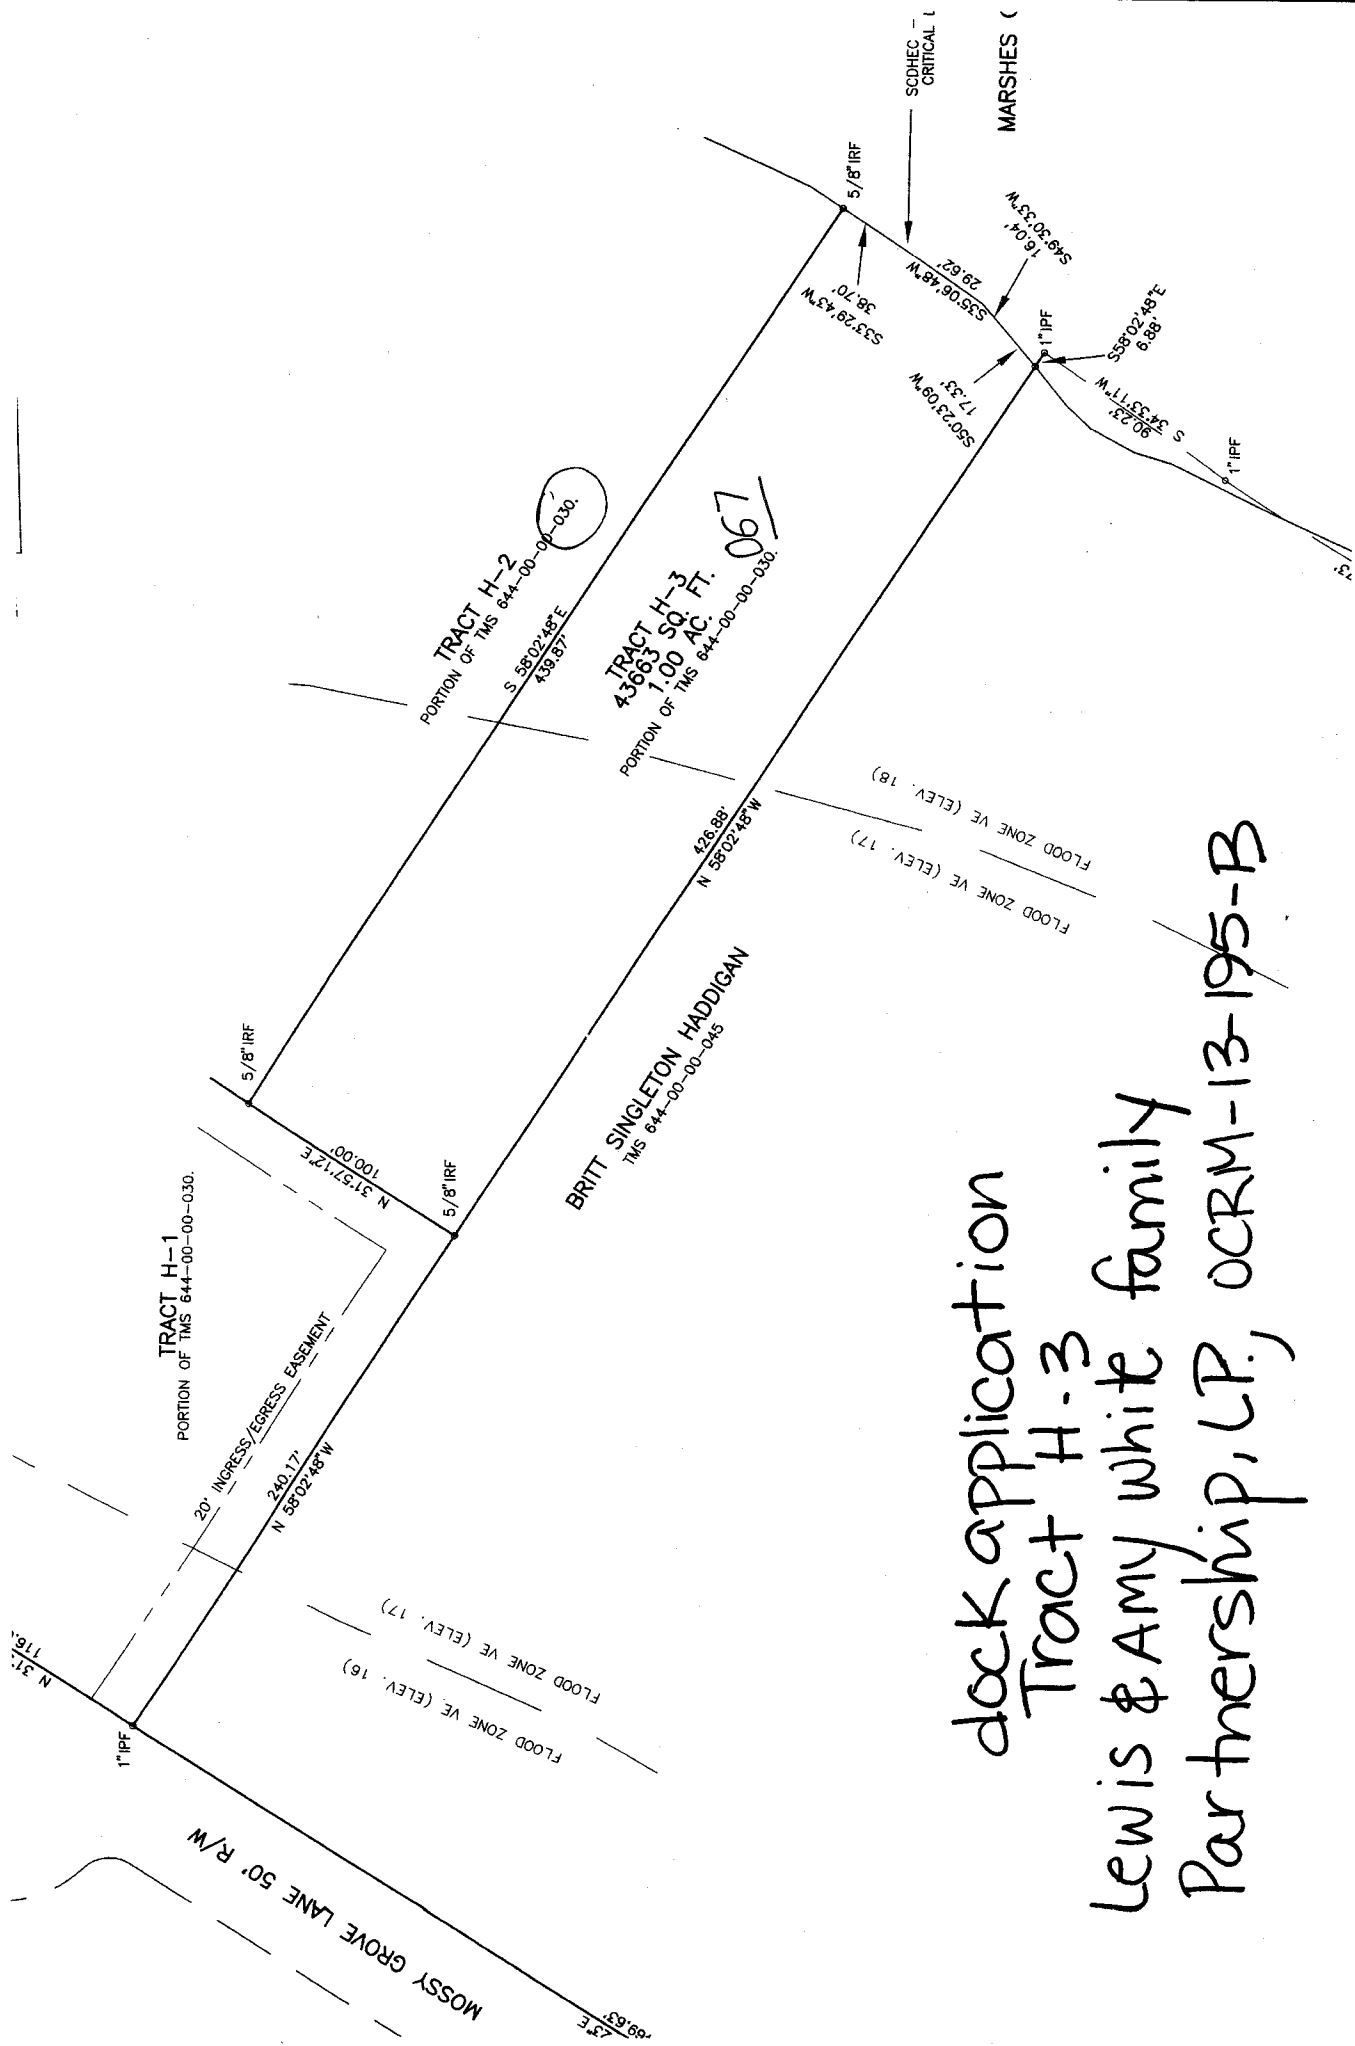 SCDHEC -
CRITICAL L
MARSHES (
5/8"IRF
S33°29'43"W
38.70'
S35°06'48"W
29.62'
S49°30'33"W
16.04'
S50°23'09"W
17.33'
1"IPF
S58°02'48"E
6.88'
S 34°33'11"W
90.23'
1"IPF
73'
TRACT H-2
PORTION OF TMS 644-00-00-030.
S 58°02'48"E
439.87'
TRACT H-3
43663 SQ. FT.
1.00 AC.
PORTION OF TMS 644-00-00-030.
067
426.88'
N 58°02'48"W
FLOOD ZONE VE (ELEV. 18)
FLOOD ZONE VE (ELEV. 17)
5/8"IRF
N 31°57'12"E
100.00'
5/8"IRF
BRITT SINGLETON HADDIGAN
TMS 644-00-00-045
TRACT H-1
PORTION OF TMS 644-00-00-030.
20' INGRESS/EGRESS EASEMENT
240.17'
N 58°02'48"W
FLOOD ZONE VE (ELEV. 17)
FLOOD ZONE VE (ELEV. 16)
N 31°
116.
1"IPF
MOSSY GROVE LANE 50' R/W
23"E
69.63'
dock application
Tract H-3
Lewis & Amy white family
Partnership, LP., OCRM-13-195-B